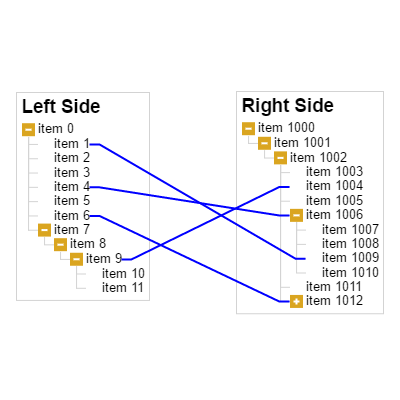 Left Side
item 0
item 1
item 2
item 3
item 4
item 5
item 6
item 7
item 8
item 9
item 10
item 11
Right Side
item 1000
item 1001
item 1002
item 1003
item 1004
item 1005
item 1006
item 1007
item 1008
item 1009
item 1010
item 1011
item 1012